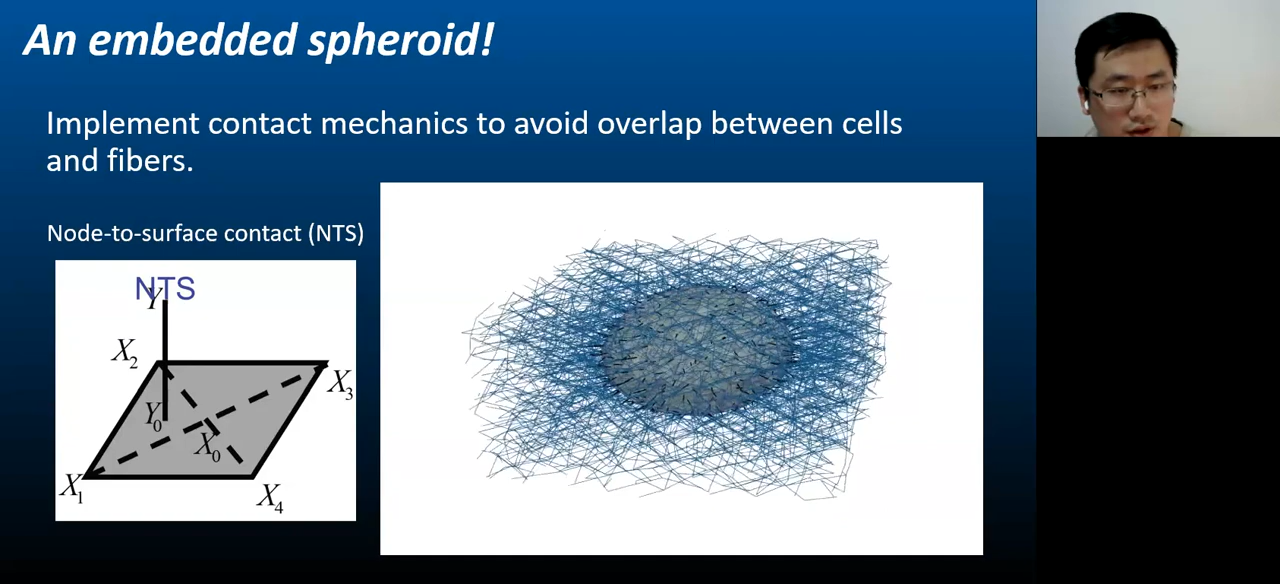 An embedded spheroid!
Implement contact mechanics to avoid overlap between cells
and fibers.
Node-to-surface contact (NTS)
NTS
Y
X2
X3
Y0
X0
X1
X4